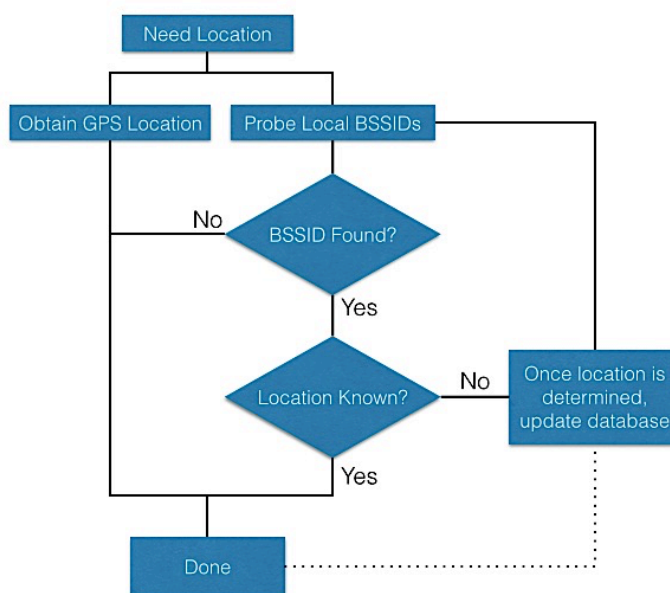 Need Location
Obtain GPS Location
Probe Local BSSIDs
No
BSSID Found?
Yes
Location Known?
No
Once location is
determined,
update database
Yes
Done